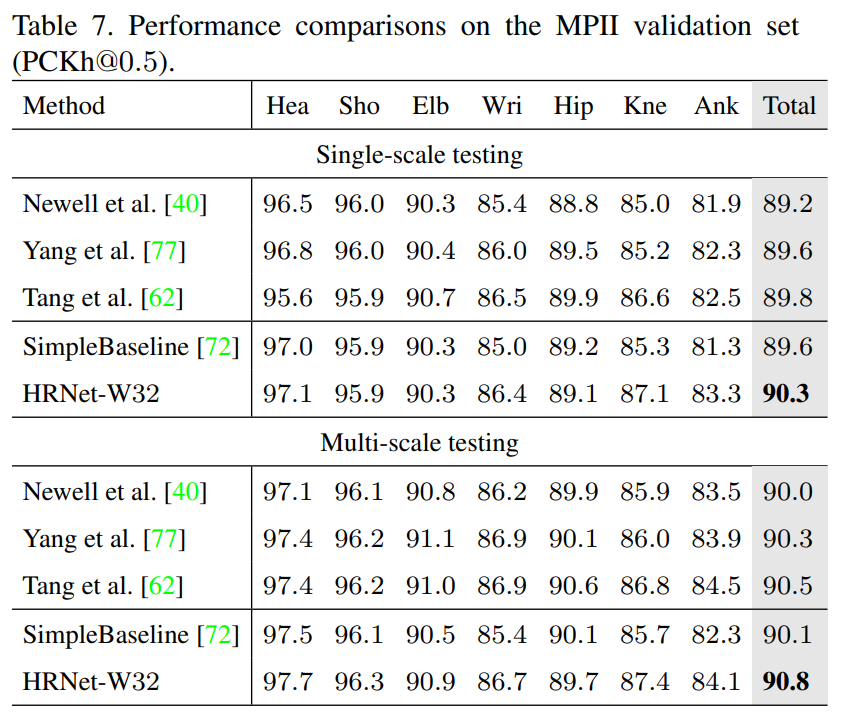 Table 7. Performance comparisons on the MPII validation set
(PCKh@0.5).
Method Hea Sho Elb Wri Hip Kne Ank Total
Single-scale testing
Newell et al. [40] 96.5 96.0 90.3 85.4 88.8 85.0 81.9 89.2
Yang et al. [77] 96.8 96.0 90.4 86.0 89.5 85.2 82.3 89.6
Tang et al. [62] 95.6 95.9 90.7 86.5 89.9 86.6 82.5 89.8
SimpleBaseline [72] 97.0 95.9 90.3 85.0 89.2 85.3 81.3 89.6
HRNet-W32 97.1 95.9 90.3 86.4 89.1 87.1 83.3 90.3
Multi-scale testing
Newell et al. [40] 97.1 96.1 90.8 86.2 89.9 85.9 83.5 90.0
Yang et al. [77] 97.4 96.2 91.1 86.9 90.1 86.0 83.9 90.3
Tang et al. [62] 97.4 96.2 91.0 86.9 90.6 86.8 84.5 90.5
SimpleBaseline [72] 97.5 96.1 90.5 85.4 90.1 85.7 82.3 90.1
HRNet-W32 97.7 96.3 90.9 86.7 89.7 87.4 84.1 90.8